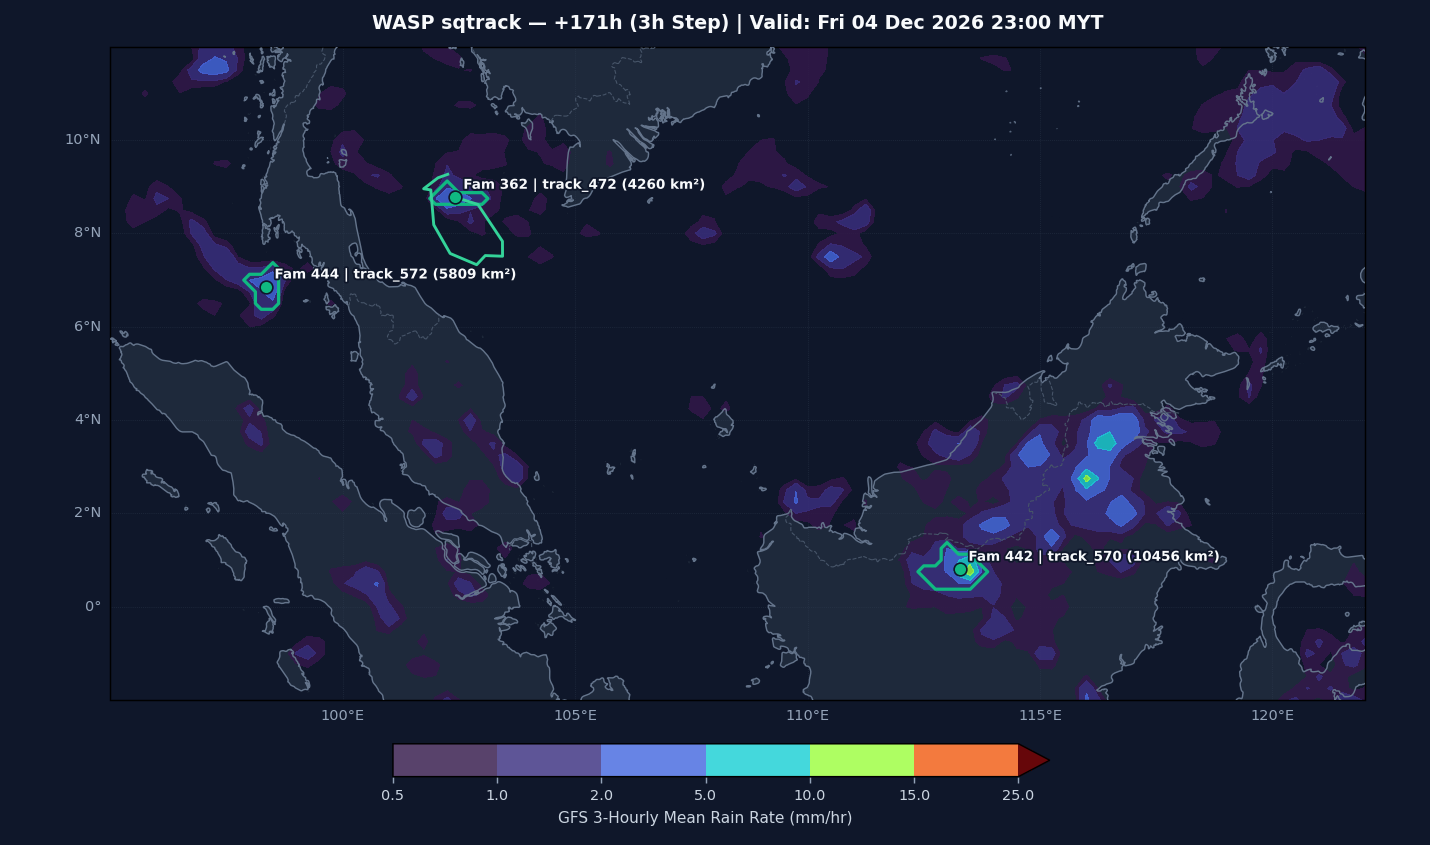 WASP sqtrack — +171h (3h Step) | Valid: Fri 04 Dec 2026 23:00 MYT
10°N
8°N
6°N
4°N
2°N
0°
Fam 362 | track_472 (4260 km²)
Fam 444 | track_572 (5809 km²)
Fam 442 | track_570 (10456 km²)
100°E 105°E 110°E 115°E 120°E
0.5 1.0 2.0 5.0 10.0 15.0 25.0
GFS 3-Hourly Mean Rain Rate (mm/hr)